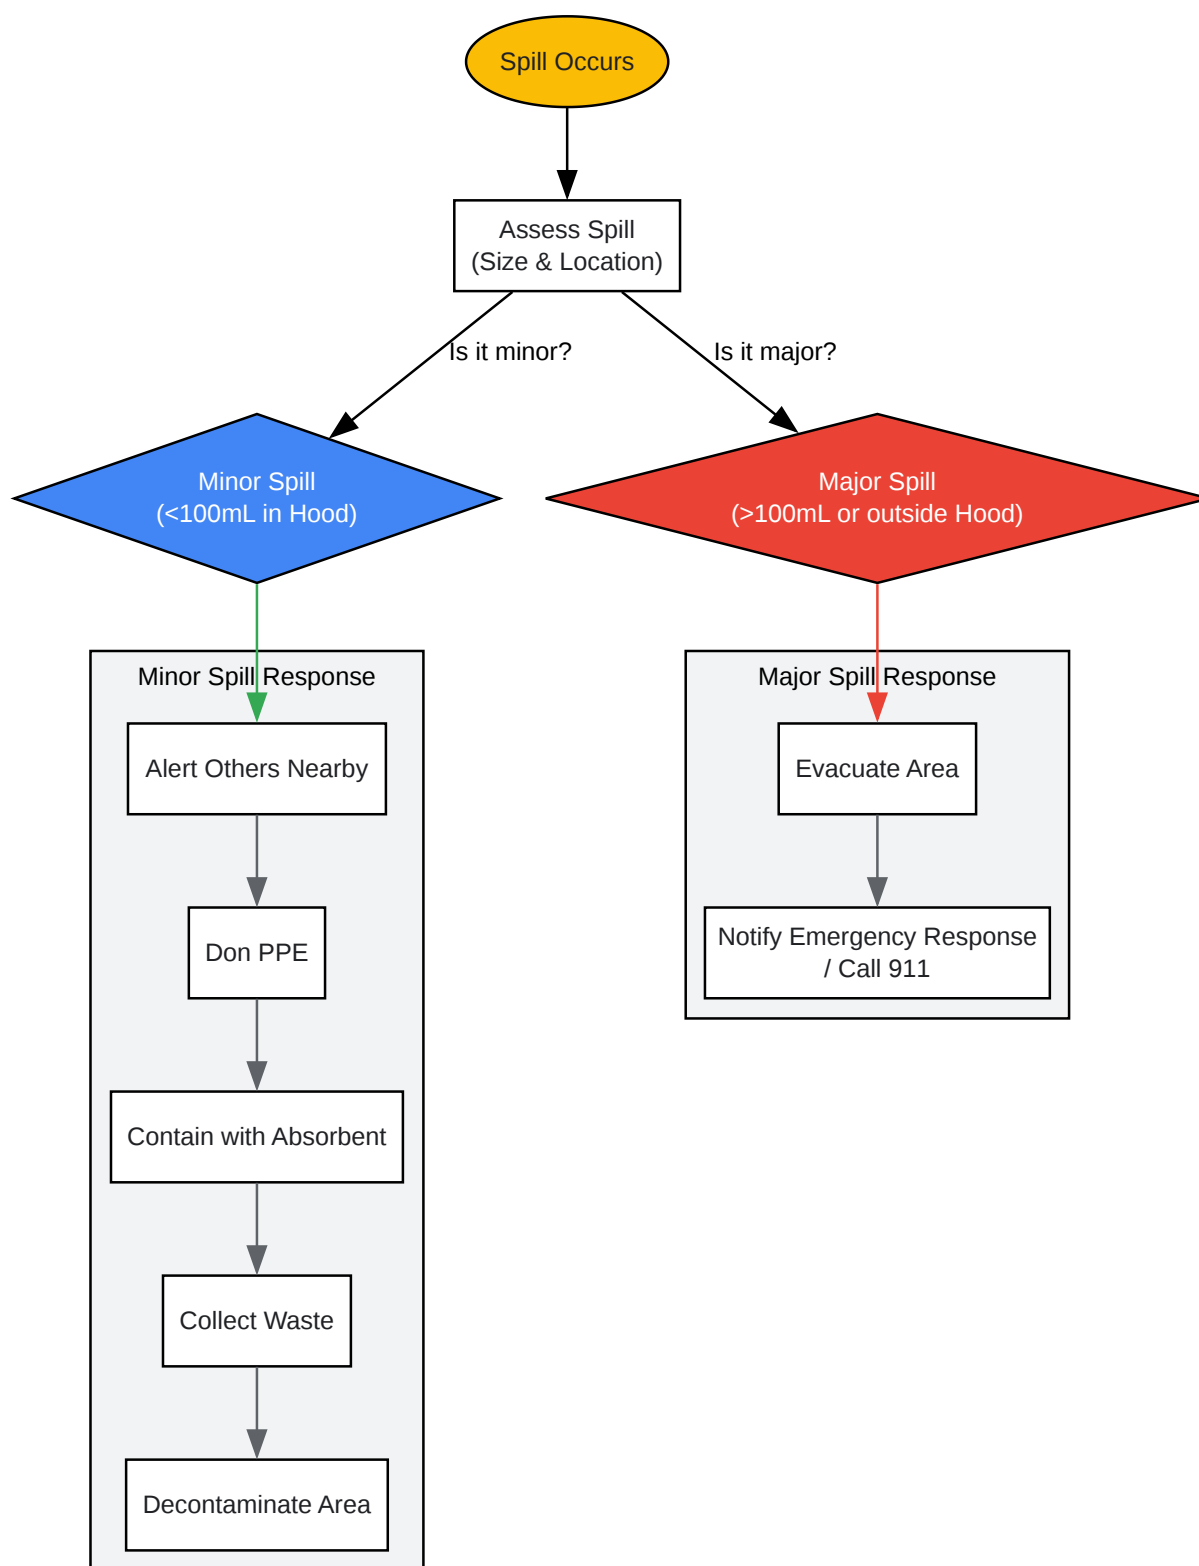 Spill Occurs
Assess Spill
(Size & Location)
Is it minor?
Is it major?
Minor Spill
(<100mL in Hood)
Major Spill
(>100mL or outside Hood)
Minor Spill Response
Alert Others Nearby
Don PPE
Contain with Absorbent
Collect Waste
Decontaminate Area
Major Spill Response
Evacuate Area
Notify Emergency Response
/ Call 911